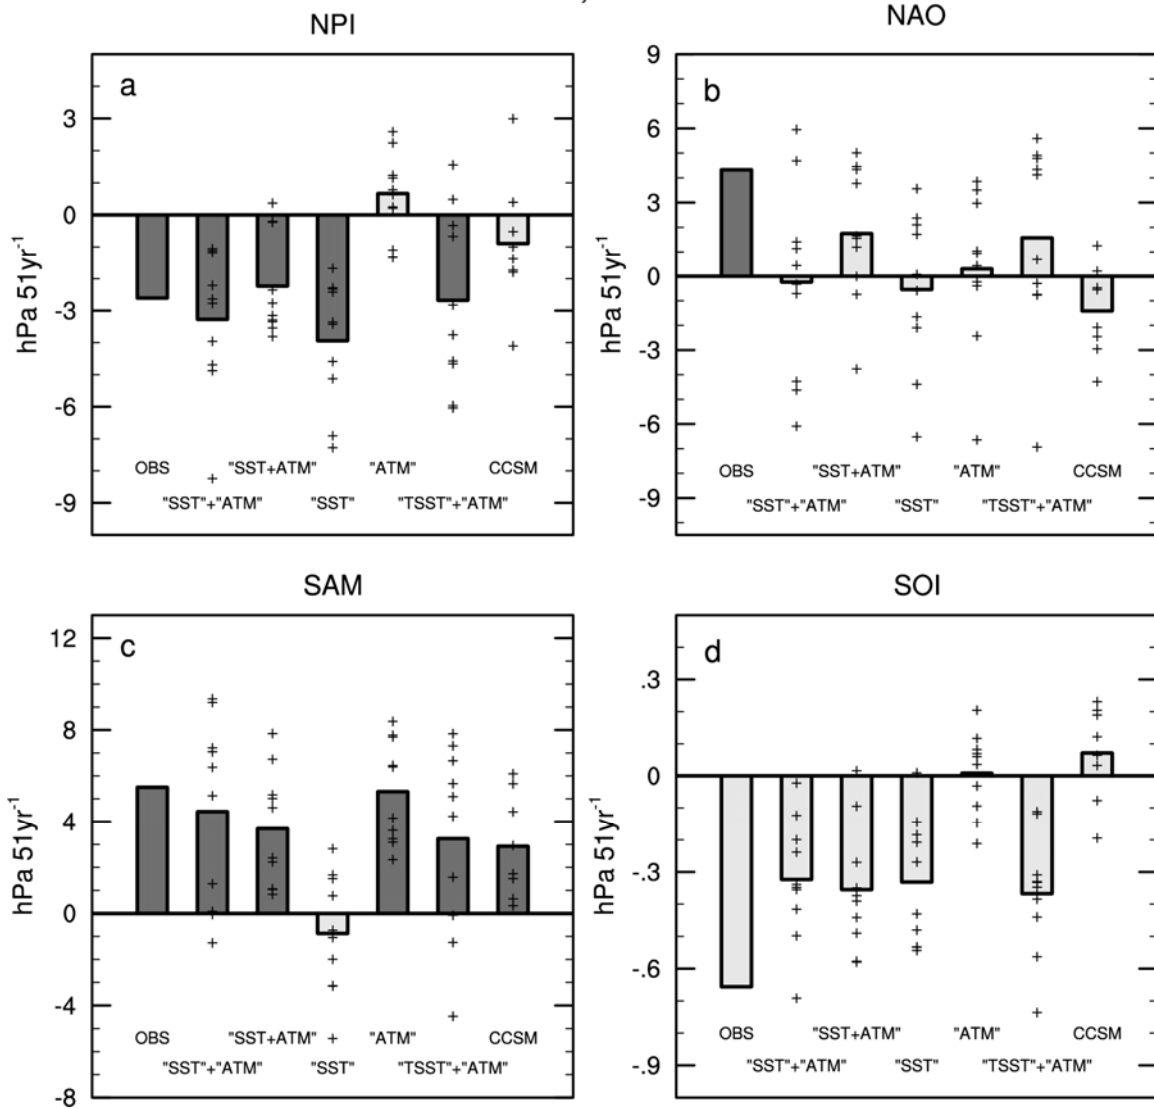 NPI
a
3
0
-3
-6
-9
hPa 51yr-1
OBS "SST+ATM" "ATM" CCSM
"SST"+"ATM" "SST" "TSST"+"ATM"
NAO
b
9
6
3
0
-3
-6
-9
hPa 51yr-1
OBS "SST+ATM" "ATM" CCSM
"SST"+"ATM" "SST" "TSST"+"ATM"
SAM
c
12
8
4
0
-4
-8
hPa 51yr-1
OBS "SST+ATM" "ATM" CCSM
"SST"+"ATM" "SST" "TSST"+"ATM"
SOI
d
.3
0
-.3
-.6
-.9
hPa 51yr-1
OBS "SST+ATM" "ATM" CCSM
"SST"+"ATM" "SST" "TSST"+"ATM"